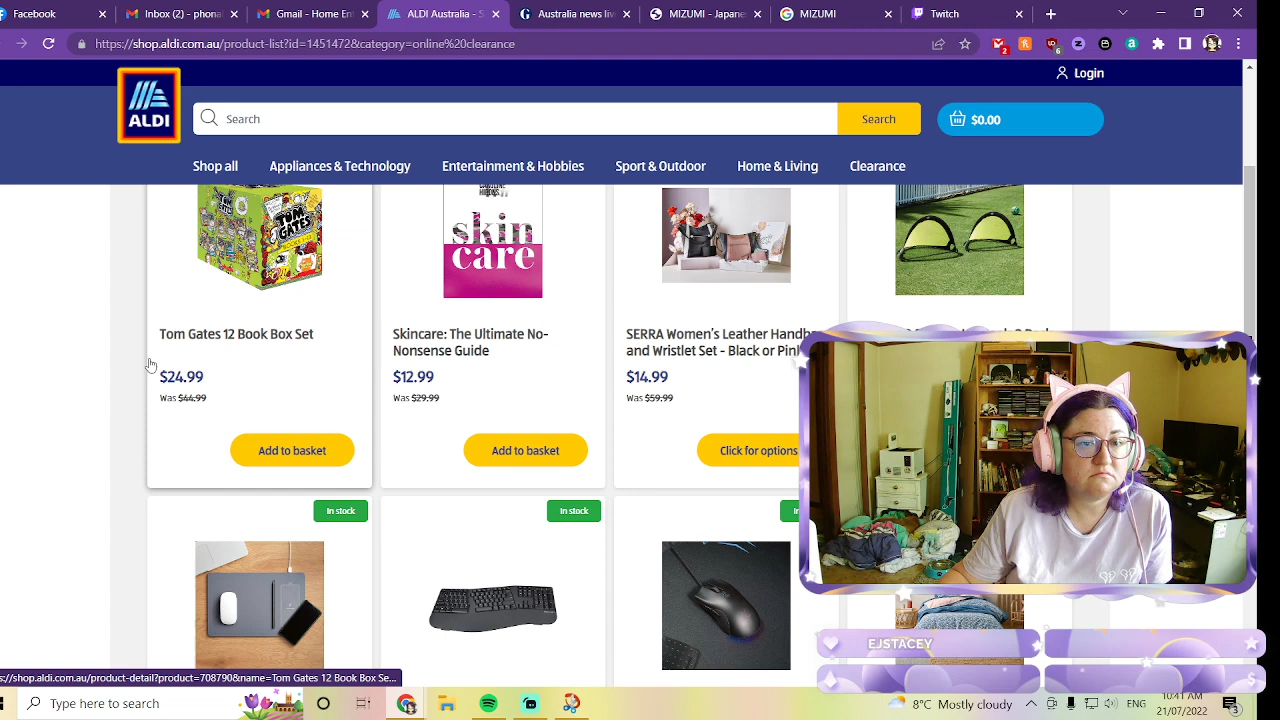 Facebook
Inbox (2) - phona
Gmail - Home Ent
ALDI Australia - S
Australia news live
MIZUMI - Japane
MIZUMI
Twitch
https://shop.aldi.com.au/product-list?id=1451472&category=online%20clearance
Login
ALDI
Search
Search
$0.00
Shop all
Appliances & Technology
Entertainment & Hobbies
Sport & Outdoor
Home & Living
Clearance
TOM GATES
skin care
Tom Gates 12 Book Box Set
$24.99
Was $44.99
Add to basket
Skincare: The Ultimate No-
Nonsense Guide
$12.99
Was $29.99
Add to basket
SERRA Women's Leather Handb
and Wristlet Set - Black or Pink
$14.99
Was $59.99
Click for options
In stock
In stock
In
EJSTACEY
s://shop.aldi.com.au/product-detail?product=708790&name=Tom Gates 12 Book Box Se...
Type here to search
8°C Mostly cloudy
ENG
10:41 AM
21/07/2022